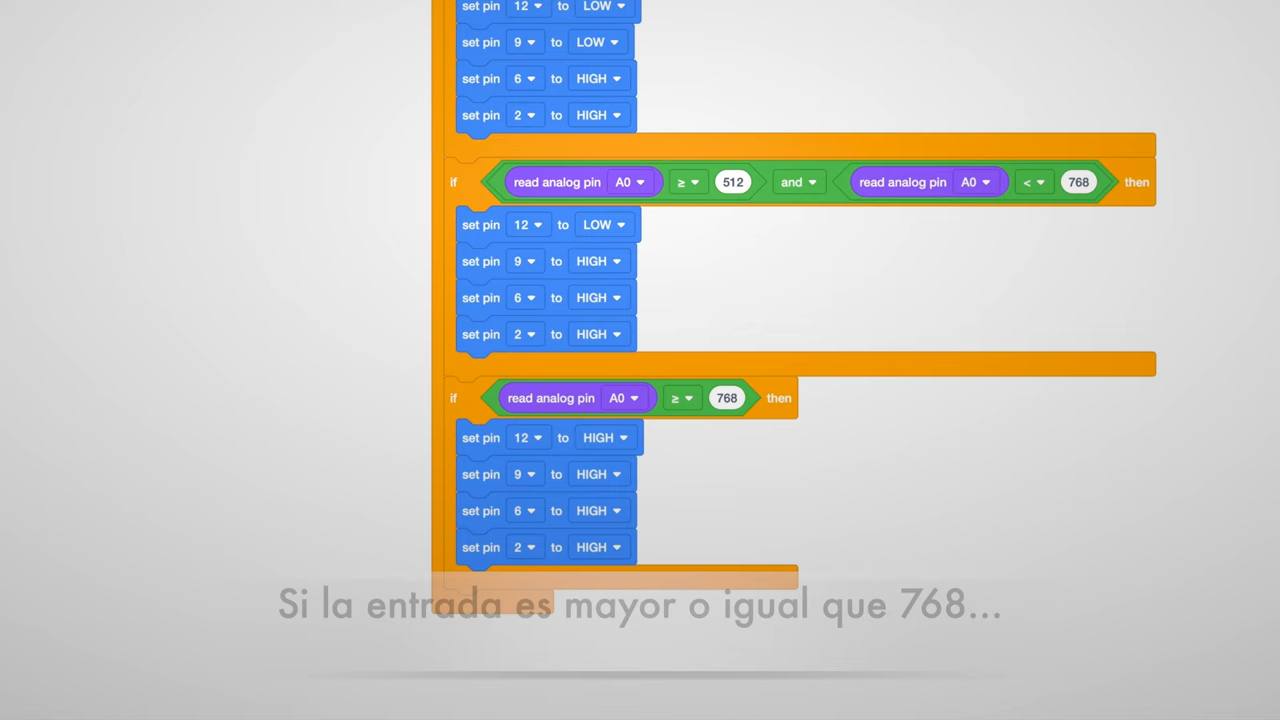 set pin 12 to LOW
set pin 9 to LOW
set pin 6 to HIGH
set pin 2 to HIGH
if read analog pin A0 ≥ 512 and read analog pin A0 < 768 then
set pin 12 to LOW
set pin 9 to HIGH
set pin 6 to HIGH
set pin 2 to HIGH
if read analog pin A0 ≥ 768 then
set pin 12 to HIGH
set pin 9 to HIGH
set pin 6 to HIGH
set pin 2 to HIGH
Si la entrada es mayor o igual que 768...